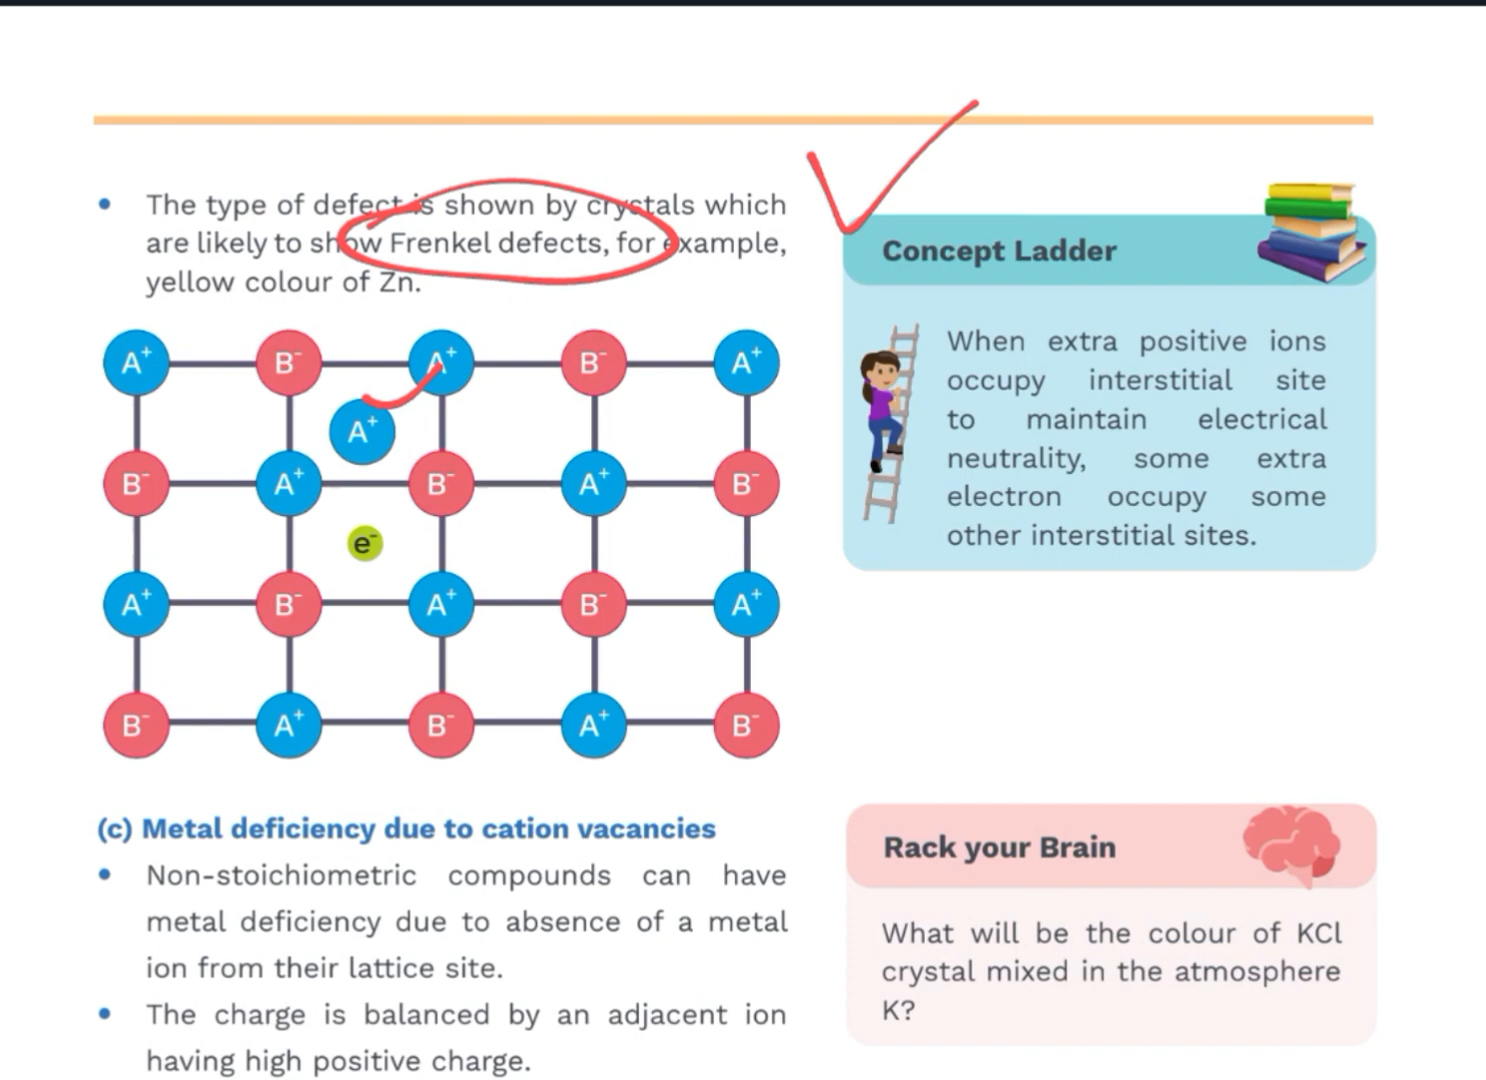 • The type of defect is shown by crystals which
are likely to show Frenkel defects, for example,
yellow colour of Zn.
A⁺ B⁻ A⁺ B⁻ A⁺
A⁺
B⁻ A⁺ B⁻ A⁺ B⁻
e⁻
A⁺ B⁻ A⁺ B⁻ A⁺
B⁻ A⁺ B⁻ A⁺ B⁻
(c) Metal deficiency due to cation vacancies
• Non-stoichiometric compounds can have
metal deficiency due to absence of a metal
ion from their lattice site.
• The charge is balanced by an adjacent ion
having high positive charge.
Concept Ladder
When extra positive ions
occupy interstitial site
to maintain electrical
neutrality, some extra
electron occupy some
other interstitial sites.
Rack your Brain
What will be the colour of KCl
crystal mixed in the atmosphere
K?